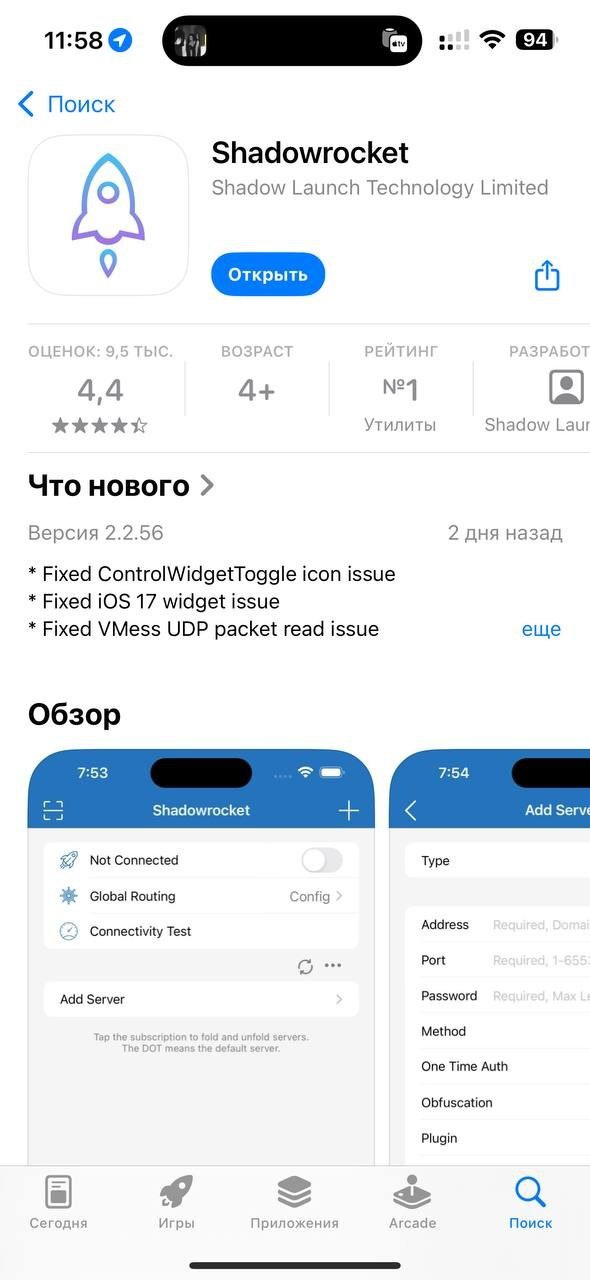 11:58
94
Поиск
Shadowrocket
Shadow Launch Technology Limited
Открыть
ОЦЕНОК: 9,5 ТЫС.
ВОЗРАСТ
РЕЙТИНГ
РАЗРАБОТ
4,4
4+
№1
Утилиты
Shadow Laun
Что нового
Версия 2.2.56
2 дня назад
* Fixed ControlWidgetToggle icon issue
* Fixed iOS 17 widget issue
* Fixed VMess UDP packet read issue
еще
Обзор
7:53
Shadowrocket
Not Connected
Global Routing
Config
Connectivity Test
Add Server
Tap the subscription to fold and unfold servers.
The DOT means the default server.
7:54
Add Serve
Type
Address
Required, Domai
Port
Required, 1-6553
Password
Required, Max Le
Method
One Time Auth
Obfuscation
Plugin
Сегодня
Игры
Приложения
Arcade
Поиск